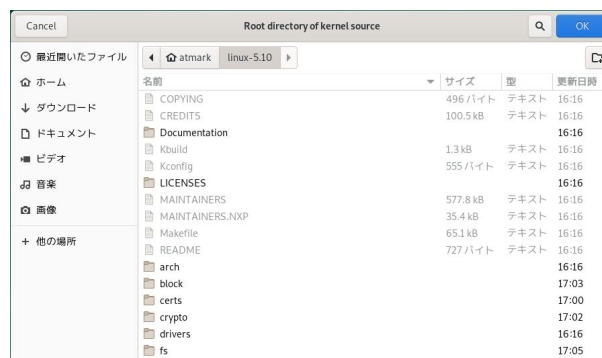 Cancel Root directory of kernel source OK
最近開いたファイル atmark linux-5.10
ホーム 名前 サイズ 型 更新日時
COPYING 496 バイト テキスト 16:16
ダウンロード CREDITS 100.5 kB テキスト 16:16
ドキュメント Documentation 16:16
Kbuild 1.3 kB テキスト 16:16
ビデオ Kconfig 555 バイト テキスト 16:16
音楽 LICENSES 16:16
画像 MAINTAINERS 577.8 kB テキスト 16:16
MAINTAINERS.NXP 35.4 kB テキスト 16:16
他の場所 Makefile 65.1 kB テキスト 16:16
README 727 バイト テキスト 16:16
arch 16:16
block 17:03
certs 17:00
crypto 17:02
drivers 16:16
fs 17:05